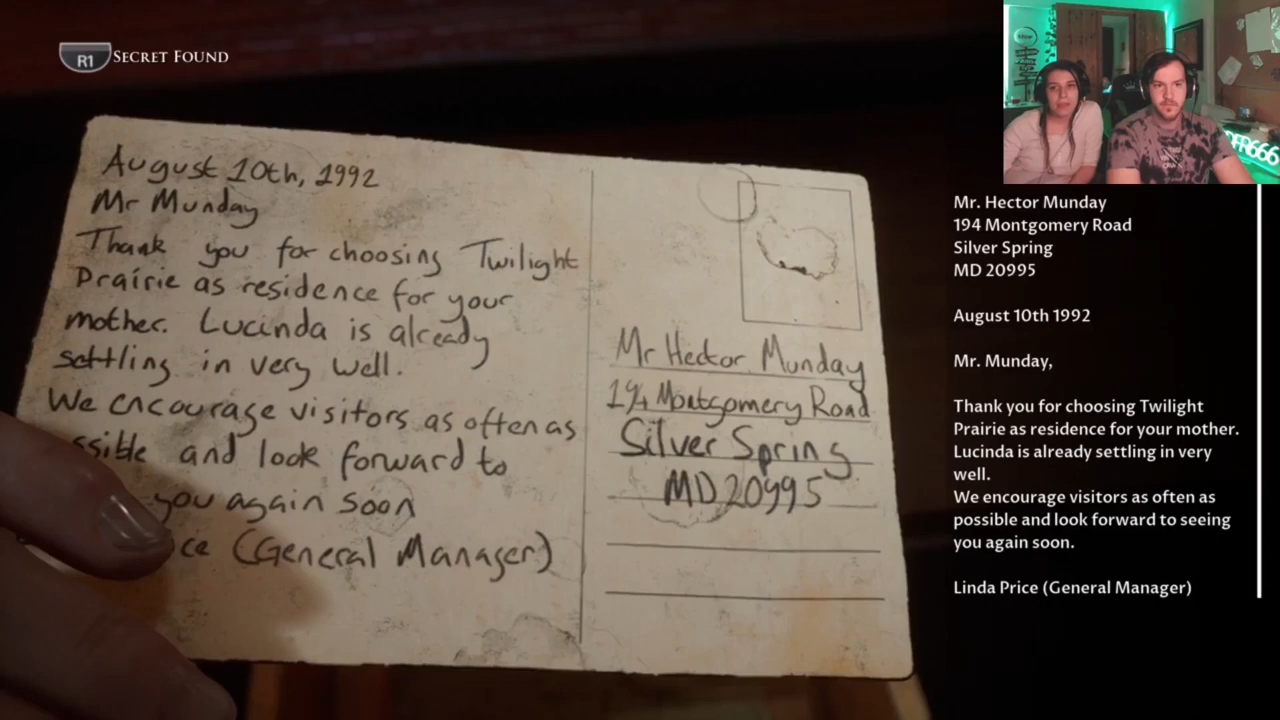 R1 SECRET FOUND
August 10th, 1992
Mr Munday
Thank you for choosing Twilight
Prairie as residence for your
mother. Lucinda is already
settling in very well.
We encourage visitors as often as
ssible and look forward to
you again soon
ce (General Manager)
Mr Hector Munday
194 Montgomery Road
Silver Spring
MD 20995
Mr. Hector Munday
194 Montgomery Road
Silver Spring
MD 20995
August 10th 1992
Mr. Munday,
Thank you for choosing Twilight
Prairie as residence for your mother.
Lucinda is already settling in very
well.
We encourage visitors as often as
possible and look forward to seeing
you again soon.
Linda Price (General Manager)